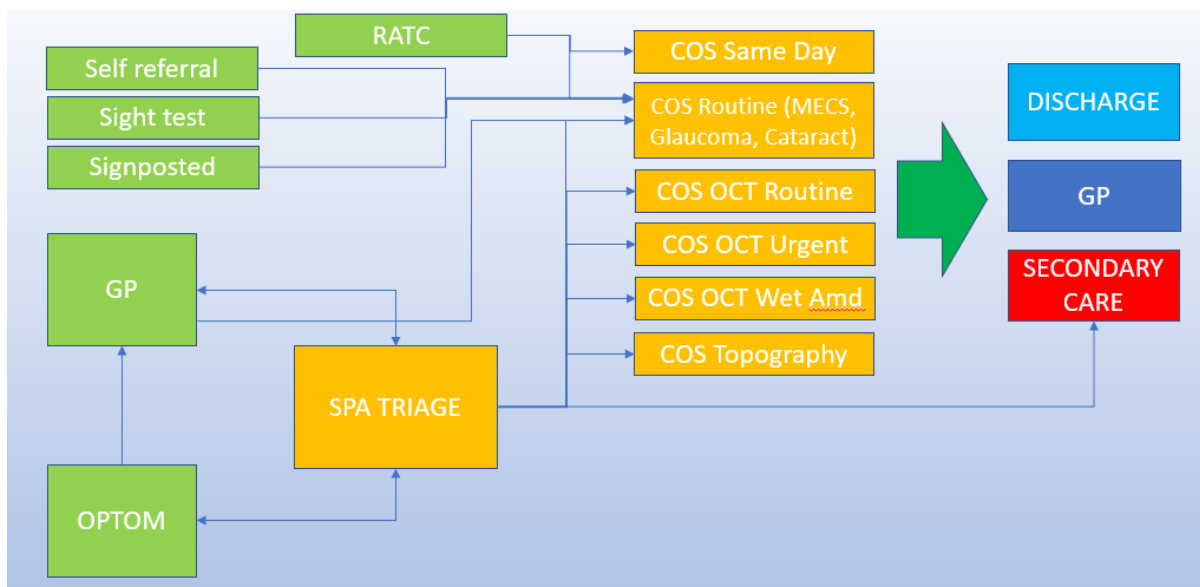 RATC
Self referral
Sight test
Signposted
GP
OPTOM
SPA TRIAGE
COS Same Day
COS Routine (MECS,
Glaucoma, Cataract)
COS OCT Routine
COS OCT Urgent
COS OCT Wet Amd
COS Topography
DISCHARGE
GP
SECONDARY
CARE